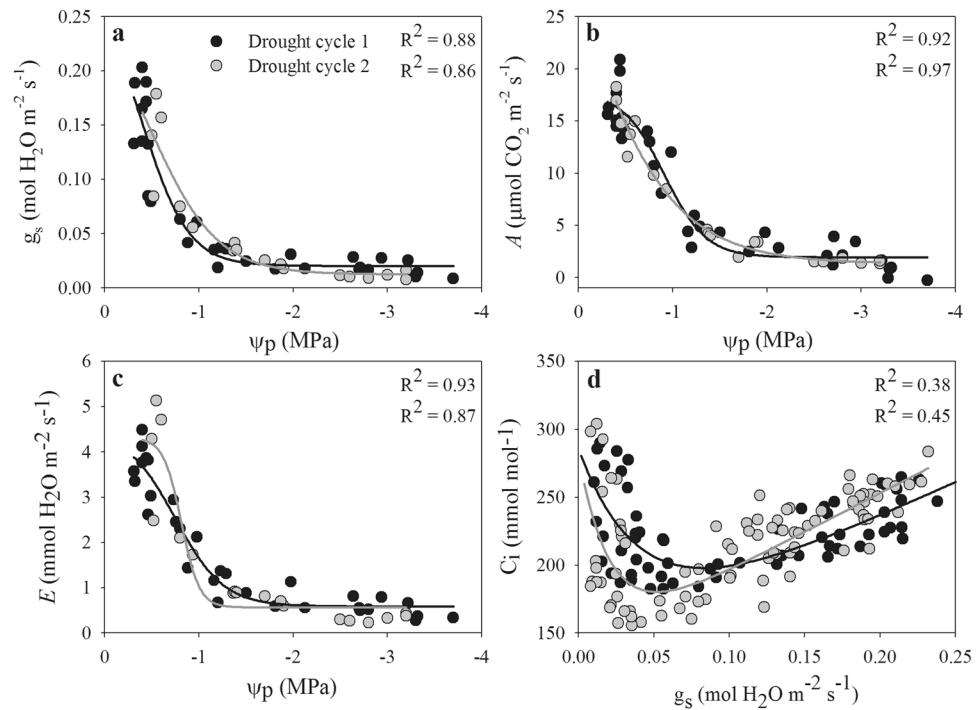 a
Drought cycle 1
Drought cycle 2
R² = 0.88
R² = 0.86
gₛ (mol H₂O m⁻² s⁻¹)
0.25
0.20
0.15
0.10
0.05
0.00
0 -1 -2 -3 -4
ψₚ (MPa)
b
R² = 0.92
R² = 0.97
A (μmol CO₂ m⁻² s⁻¹)
25
20
15
10
5
0
0 -1 -2 -3 -4
ψₚ (MPa)
c
R² = 0.93
R² = 0.87
E (mmol H₂O m⁻² s⁻¹)
6
5
4
3
2
1
0
0 -1 -2 -3 -4
ψₚ (MPa)
d
R² = 0.38
R² = 0.45
Cᵢ (mmol mol⁻¹)
350
300
250
200
150
0.00 0.05 0.10 0.15 0.20 0.25
gₛ (mol H₂O m⁻² s⁻¹)